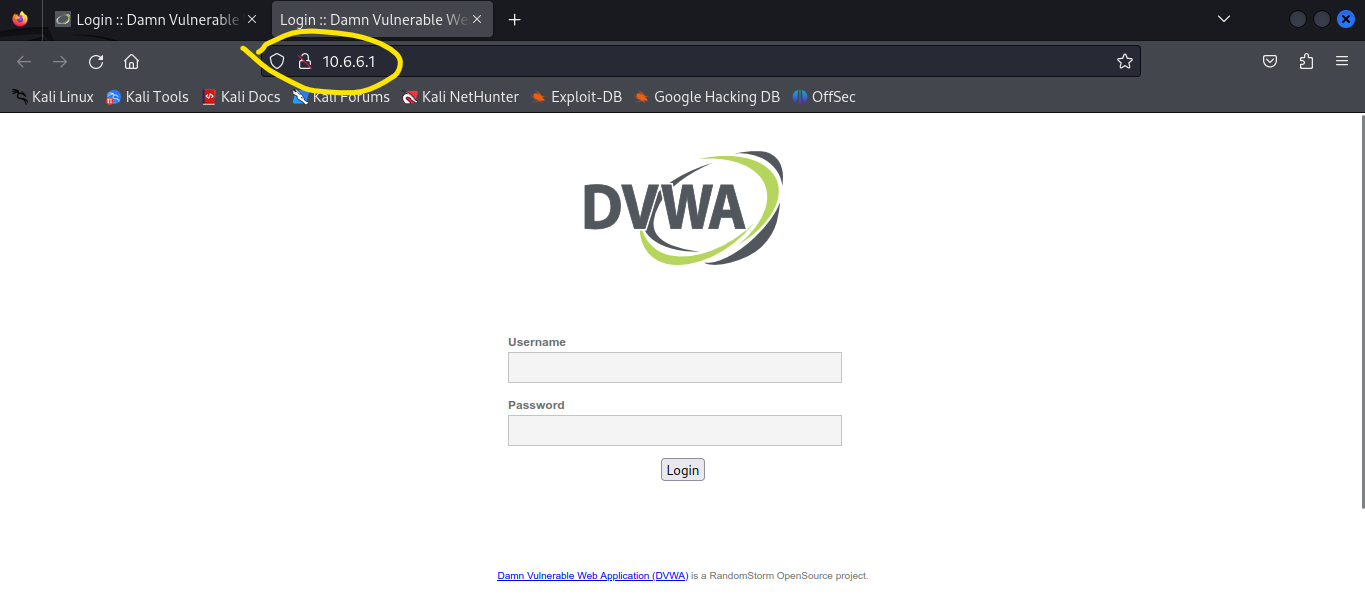 Login :: Damn Vulnerable
Login :: Damn Vulnerable We
10.6.6.1
Kali Linux Kali Tools Kali Docs Kali Forums Kali NetHunter Exploit-DB Google Hacking DB OffSec
DVWA
Username
Password
Login
Damn Vulnerable Web Application (DVWA) is a RandomStorm OpenSource project.